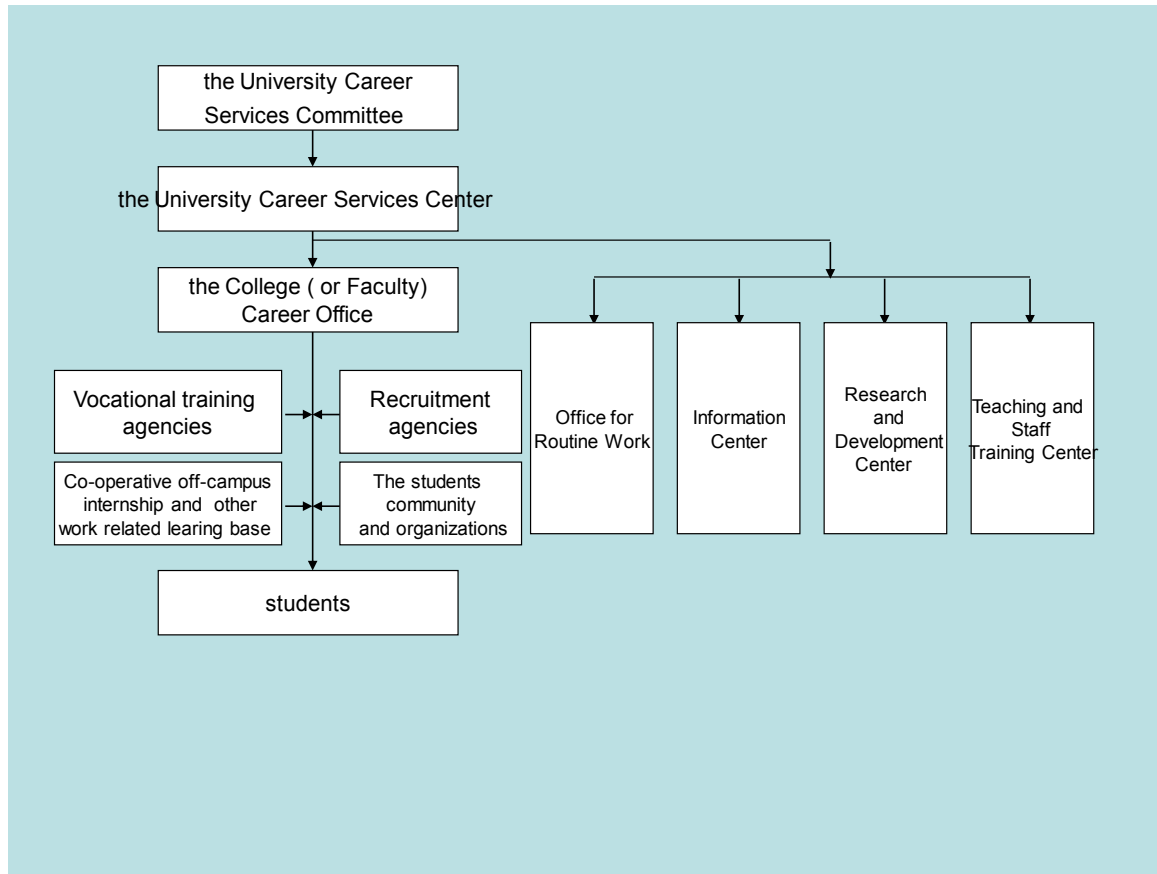 the University Career
Services Committee
the University Career Services Center
the College ( or Faculty)
Career Office
Vocational training
agencies
Recruitment
agencies
Co-operative off-campus
internship and other
work related learing base
The students
community
and organizations
students
Office for
Routine Work
Information
Center
Research
and
Development
Center
Teaching and
Staff
Training Center